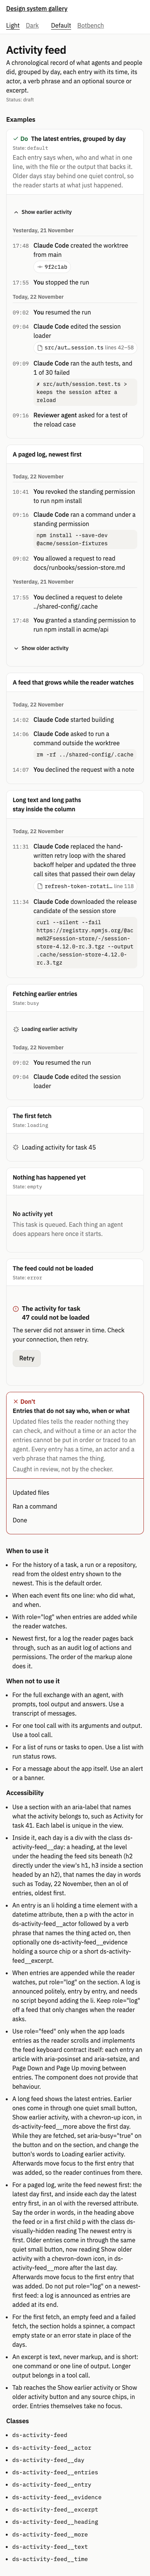 Design system gallery
Light Dark Default Botbench
Activity feed
A chronological record of what agents and people
did, grouped by day, each entry with its time, its
actor, a verb phrase and an optional source or
excerpt.
Status: draft
Examples
Do The latest entries, grouped by day
State: default
Each entry says when, who and what in one
line, with the file or the output that backs it.
Older days stay behind one quiet control, so
the reader starts at what just happened.
Show earlier activity
Yesterday, 21 November
17:48 Claude Code created the worktree
from main
9f2c1ab
17:55 You stopped the run
Today, 22 November
09:02 You resumed the run
09:04 Claude Code edited the session
loader
src/aut…session.ts lines 42–58
09:09 Claude Code ran the auth tests, and
1 of 30 failed
# src/auth/session.test.ts >
keeps the session after a
reload
09:16 Reviewer agent asked for a test of
the reload case
A paged log, newest first
Today, 22 November
10:41 You revoked the standing permission
to run npm install
09:16 Claude Code ran a command under a
standing permission
npm install --save-dev
@acme/session-fixtures
09:02 You allowed a request to read
docs/runbooks/session-store.md
Yesterday, 21 November
17:55 You declined a request to delete
../shared-config/.cache
17:48 You granted a standing permission to
run npm install in acme/api
Show older activity
A feed that grows while the reader watches
Today, 22 November
14:02 Claude Code started building
14:06 Claude Code asked to run a
command outside the worktree
rm -rf ../shared-config/.cache
14:07 You declined the request with a note
Long text and long paths
stay inside the column
Today, 22 November
11:31 Claude Code replaced the hand-
written retry loop with the shared
backoff helper and updated the three
call sites that passed their own delay
refresh-token-rotati… line 118
11:34 Claude Code downloaded the release
candidate of the session store
curl --silent --fail
https://registry.npmjs.org/@ac
me%2Fsession-store/-/session-
store-4.12.0-rc.3.tgz --output
.cache/session-store-4.12.0-
rc.3.tgz
Fetching earlier entries
State: busy
Loading earlier activity
Today, 22 November
09:02 You resumed the run
09:04 Claude Code edited the session
loader
The first fetch
State: loading
Loading activity for task 45
Nothing has happened yet
State: empty
No activity yet
This task is queued. Each thing an agent
does appears here once it starts.
The feed could not be loaded
State: error
The activity for task
47 could not be loaded
The server did not answer in time. Check
your connection, then retry.
Retry
Don't
Entries that do not say who, when or what
Updated files tells the reader nothing they
can check, and without a time or an actor the
entries cannot be put in order or traced to an
agent. Every entry has a time, an actor and a
verb phrase that names the thing.
Caught in review, not by the checker.
Updated files
Ran a command
Done
When to use it
For the history of a task, a run or a repository,
read from the oldest entry shown to the
newest. This is the default order.
When each event fits one line: who did what,
and when.
With role="log" when entries are added while
the reader watches.
Newest first, for a log the reader pages back
through, such as an audit log of actions and
permissions. The order of the markup alone
does it.
When not to use it
For the full exchange with an agent, with
prompts, tool output and answers. Use a
transcript of messages.
For one tool call with its arguments and output.
Use a tool call.
For a list of runs or tasks to open. Use a list with
run status rows.
For a message about the app itself. Use an alert
or a banner.
Accessibility
Use a section with an aria-label that names
what the activity belongs to, such as Activity for
task 41. Each label is unique in the view.
Inside it, each day is a div with the class ds-
activity-feed__day: a heading, at the level
under the heading the feed sits beneath (h2
directly under the view's h1, h3 inside a section
named by an h2), that names the day in words
such as Today, 22 November, then an ol of
entries, oldest first.
An entry is an li holding a time element with a
datetime attribute, then a p with the actor in
ds-activity-feed__actor followed by a verb
phrase that names the thing acted on, then
optionally one ds-activity-feed__evidence
holding a source chip or a short ds-activity-
feed__excerpt.
When entries are appended while the reader
watches, put role="log" on the section. A log is
announced politely, entry by entry, and needs
no script beyond adding the li. Keep role="log"
off a feed that only changes when the reader
asks.
Use role="feed" only when the app loads
entries as the reader scrolls and implements
the feed keyboard contract itself: each entry an
article with aria-posinset and aria-setsize, and
Page Down and Page Up moving between
entries. The component does not provide that
behaviour.
A long feed shows the latest entries. Earlier
ones come in through one quiet small button,
Show earlier activity, with a chevron-up icon, in
ds-activity-feed__more above the first day.
While they are fetched, set aria-busy="true" on
the button and on the section, and change the
button's words to Loading earlier activity.
Afterwards move focus to the first entry that
was added, so the reader continues from there.
For a paged log, write the feed newest first: the
latest day first, and inside each day the latest
entry first, in an ol with the reversed attribute.
Say the order in words, in the heading above
the feed or in a first child p with the class ds-
visually-hidden reading The newest entry is
first. Older entries come in through the same
quiet small button, now reading Show older
activity with a chevron-down icon, in ds-
activity-feed__more after the last day.
Afterwards move focus to the first entry that
was added. Do not put role="log" on a newest-
first feed: a log is announced as entries are
added at its end.
For the first fetch, an empty feed and a failed
fetch, the section holds a spinner, a compact
empty state or an error state in place of the
days.
An excerpt is text, never markup, and is short:
one command or one line of output. Longer
output belongs in a tool call.
Tab reaches the Show earlier activity or Show
older activity button and any source chips, in
order. Entries themselves take no focus.
Classes
ds-activity-feed
ds-activity-feed__actor
ds-activity-feed__day
ds-activity-feed__entries
ds-activity-feed__entry
ds-activity-feed__evidence
ds-activity-feed__excerpt
ds-activity-feed__heading
ds-activity-feed__more
ds-activity-feed__text
ds-activity-feed__time